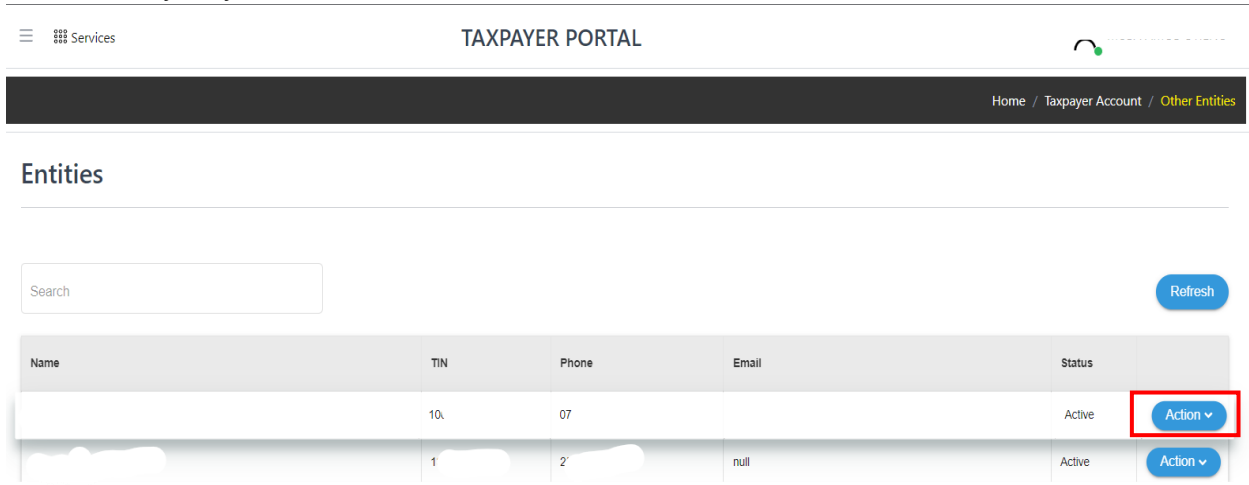 Services
TAXPAYER PORTAL
Home / Taxpayer Account / Other Entities
Entities
Search
Refresh
Name TIN Phone Email Status
10 07 Active Action
1 2 null Active Action